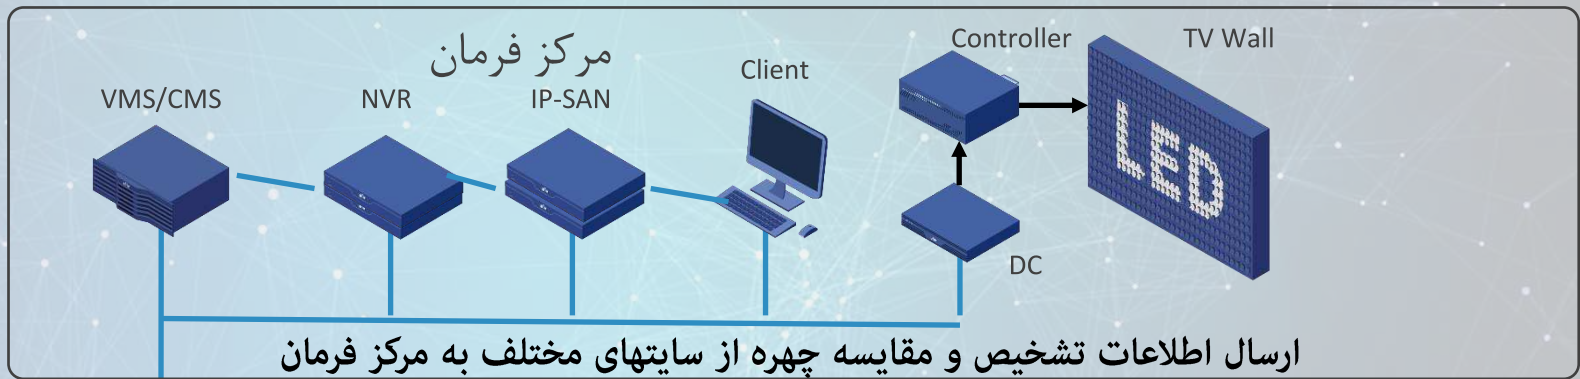 مرکز فرمان
VMS/CMS
NVR
IP-SAN
Client
Controller
TV Wall
LED
DC
ارسال اطلاعات تشخیص و مقایسه چهره از سایتهای مختلف به مرکز فرمان